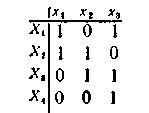 x₁ x₂ x₃
X₁ 1 0 1
X₂ 1 1 0
X₃ 0 1 1
X₄ 0 0 1